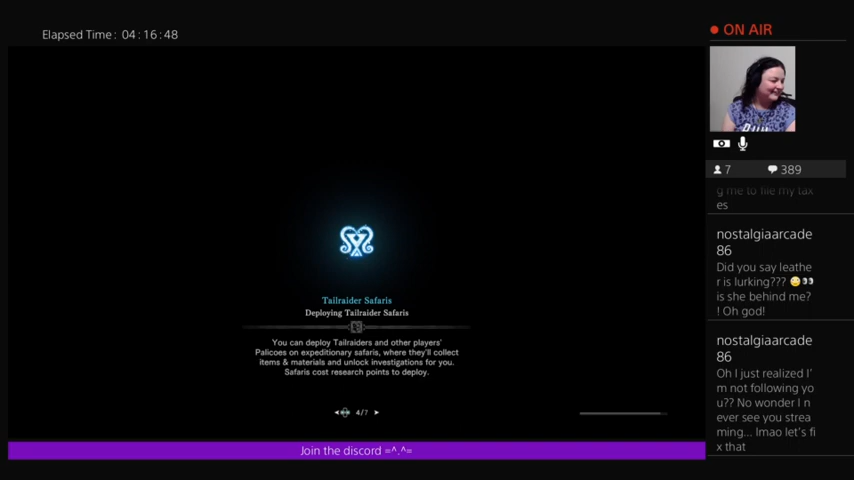 Elapsed Time: 04:16:48
ON AIR
7
389
g me to file my tax
es
nostalgiaarcade
86
Did you say leathe
r is lurking??? 🥴👀
is she behind me?
! Oh god!
nostalgiaarcade
86
Oh I just realized I'
m not following yo
u?? No wonder I n
ever see you strea
ming... lmao let's fi
x that
Tailraider Safaris
Deploying Tailraider Safaris
You can deploy Tailraiders and other players'
Palicoes on expeditionary safaris, where they'll collect
items & materials and unlock investigations for you.
Safaris cost research points to deploy.
4/7
Join the discord =^.^=